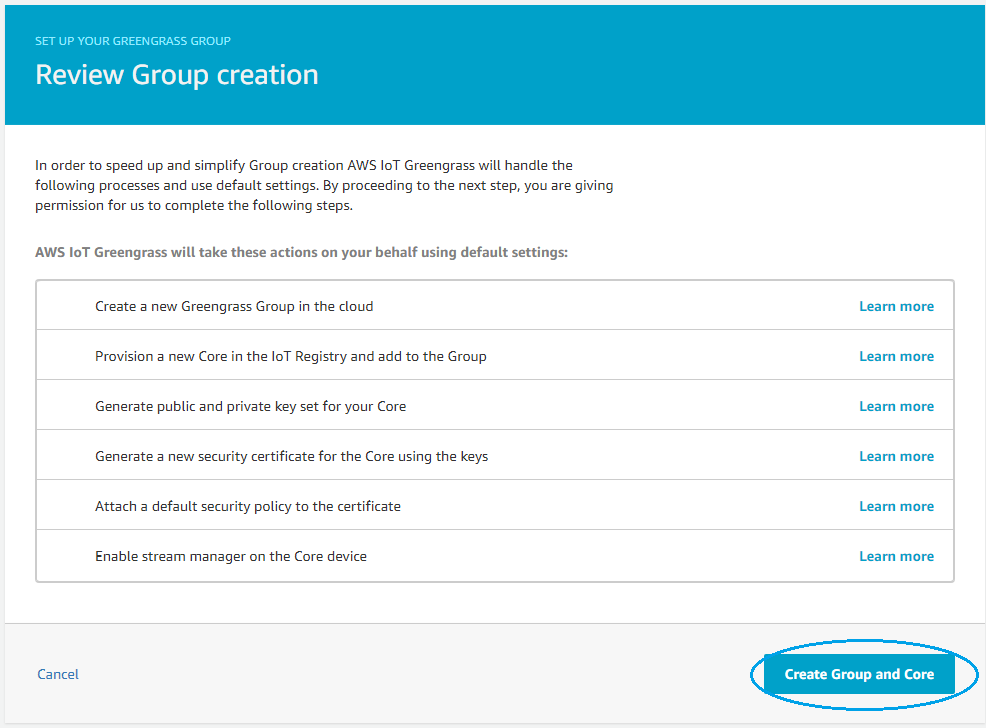 SET UP YOUR GREENGRASS GROUP
Review Group creation
In order to speed up and simplify Group creation AWS IoT Greengrass will handle the
following processes and use default settings. By proceeding to the next step, you are giving
permission for us to complete the following steps.
AWS IoT Greengrass will take these actions on your behalf using default settings:
Create a new Greengrass Group in the cloud Learn more
Provision a new Core in the IoT Registry and add to the Group Learn more
Generate public and private key set for your Core Learn more
Generate a new security certificate for the Core using the keys Learn more
Attach a default security policy to the certificate Learn more
Enable stream manager on the Core device Learn more
Cancel Create Group and Core